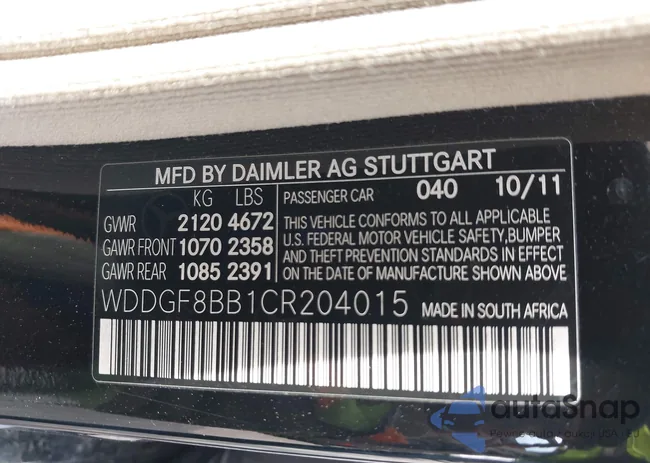 MFD BY DAIMLER AG STUTTGART
KG LBS
GVWR 2120 4672
GAWR FRONT 1070 2358
GAWR REAR 1085 2391
PASSENGER CAR 040 10/11
THIS VEHICLE CONFORMS TO ALL APPLICABLE
U.S. FEDERAL MOTOR VEHICLE SAFETY,BUMPER
AND THEFT PREVENTION STANDARDS IN EFFECT
ON THE DATE OF MANUFACTURE SHOWN ABOVE
WDDGF8BB1CR204015
MADE IN SOUTH AFRICA
autoSnap